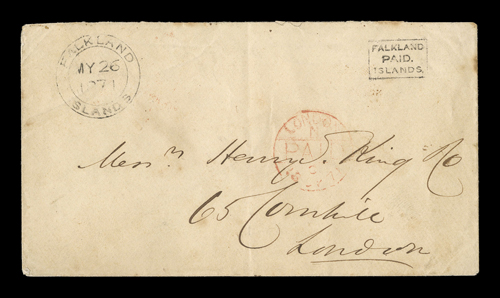 FALKLAND
MY 26
1871
ISLANDS
FALKLAND
PAID.
ISLANDS.
LONDON
N
PAID
Messrs Henry S. King & Co
65 Cornhill
London